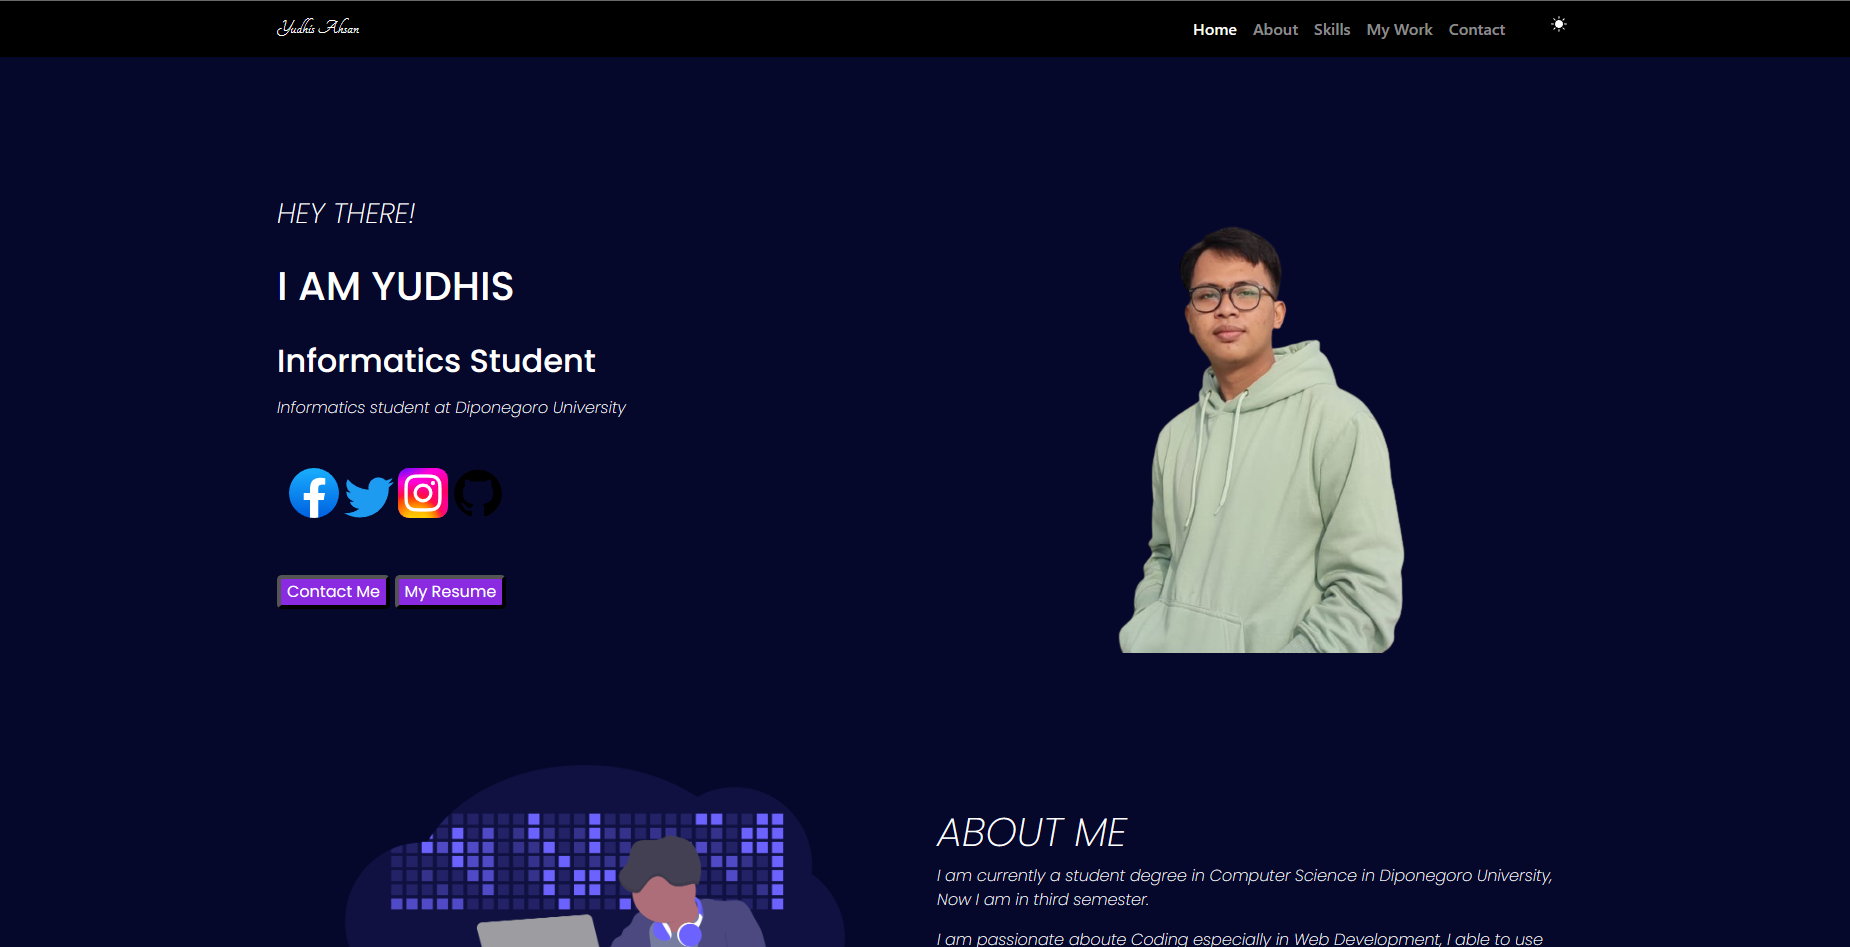 Yudhis Ahsan
Home About Skills My Work Contact
HEY THERE!
I AM YUDHIS
Informatics Student
Informatics student at Diponegoro University
Contact Me My Resume
ABOUT ME
I am currently a student degree in Computer Science in Diponegoro University,
Now I am in third semester.
I am passionate aboute Coding especially in Web Development, I able to use